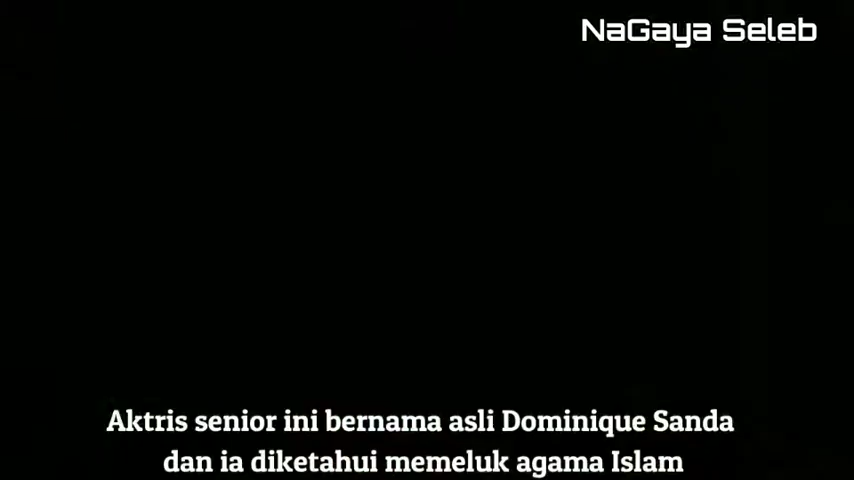 NaGaya Seleb
Aktris senior ini bernama asli Dominique Sanda
dan ia diketahui memeluk agama Islam